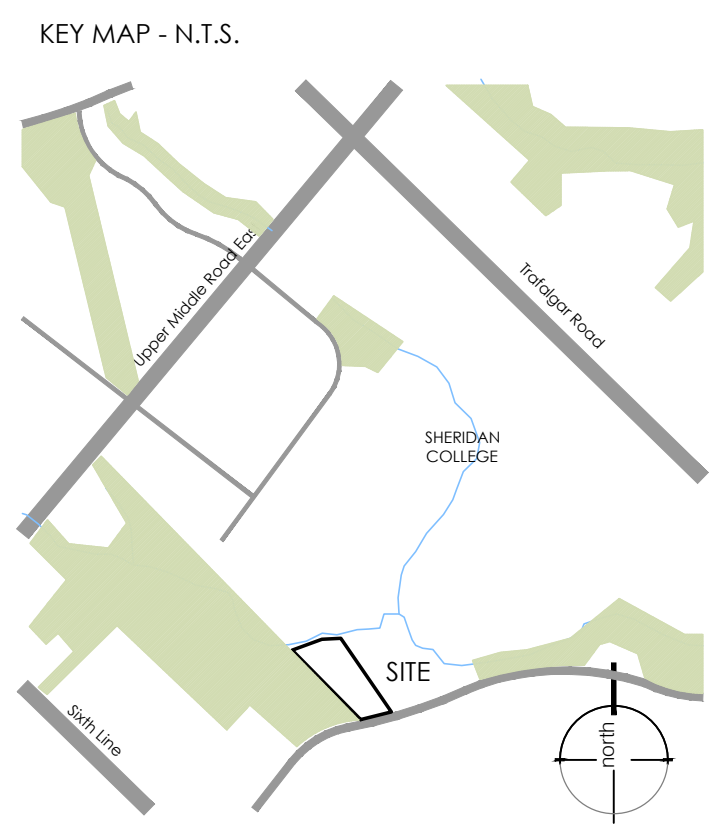 KEY MAP - N.T.S.
Upper Middle Road Eas
Trafalgar Road
SHERIDAN
COLLEGE
SITE
Sixth Line
north